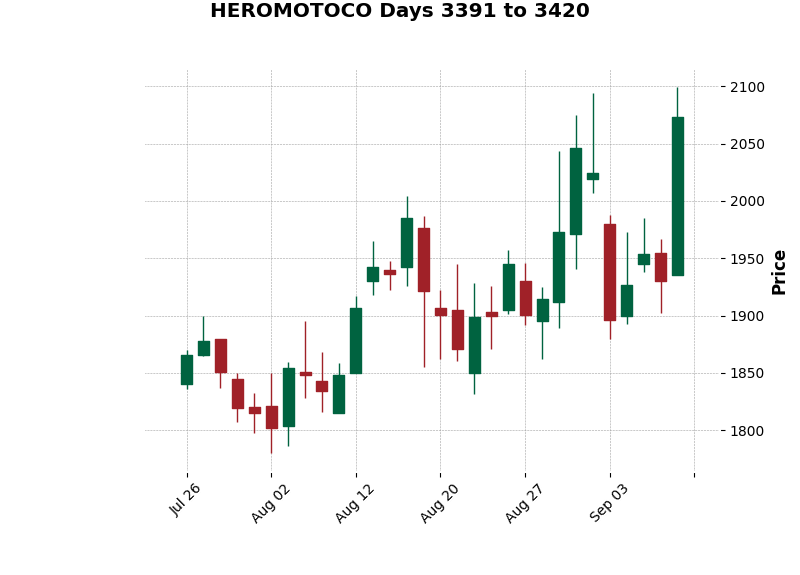 HEROMOTOCO Days 3391 to 3420
2100
2050
2000
1950
1900
1850
1800
Price
Jul 26
Aug 02
Aug 12
Aug 20
Aug 27
Sep 03